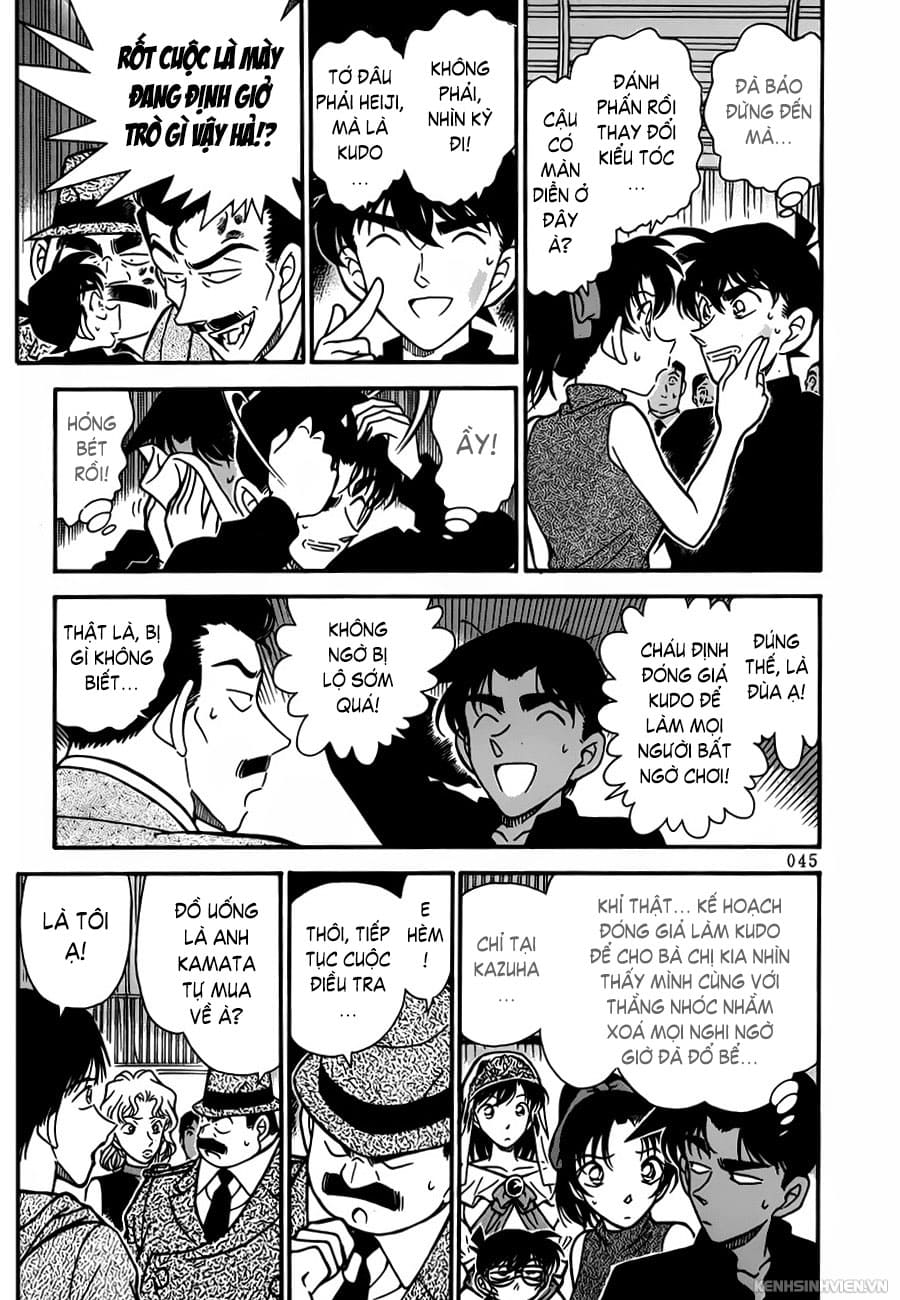 ĐÃ BẢO
ĐỪNG ĐẾN
MÀ...
ĐÁNH
PHẤN RỒI
THAY ĐỔI
KIỂU TÓC
...
CẬU
CÓ
MÀN
DIỄN Ở
ĐÂY
À?
KHÔNG
PHẢI,
NHÌN KỸ
ĐI!
TỚ ĐÂU
PHẢI HEIJI,
MÀ LÀ
KUDO
...
RỐT CUỘC LÀ MÀY
ĐANG ĐỊNH GIỞ
TRÒ GÌ VẬY HẢ!?
ẦY!
HỎNG
BÉT
RỒI!
ĐÚNG
THẾ, LÀ
ĐÙA Ạ!
CHÁU ĐỊNH
ĐÓNG GIẢ
KUDO ĐỂ
LÀM MỌI
NGƯỜI BẤT
NGỜ CHƠI!
KHÔNG
NGỜ BỊ
LỘ SỚM
QUÁ!
THẬT LÀ, BỊ
GÌ KHÔNG
BIẾT...
045
KHỈ THẬT... KẾ HOẠCH
ĐÓNG GIẢ LÀM KUDO
ĐỂ CHO BÀ CHỊ KIA NHÌN
THẤY MÌNH CÙNG VỚI
THẰNG NHÓC NHẰM
XOÁ MỌI NGHI NGỜ
GIỜ ĐÃ ĐỔ BỂ...
CHỈ TẠI
KAZUHA
...
E
HÈM
!
THÔI, TIẾP
TỤC CUỘC
ĐIỀU TRA
...
ĐỒ UỐNG
LÀ ANH
KAMATA
TỰ MUA
VỀ À?
LÀ TÔI
Ạ!
KENHSINHVIEN.VN